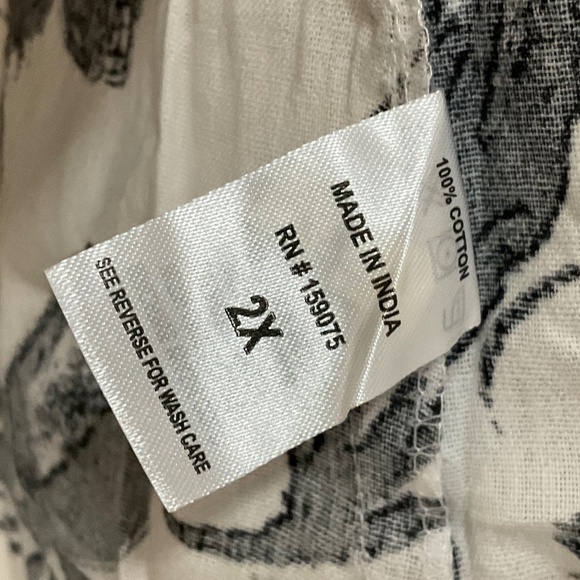 100% COTTON
MADE IN INDIA
RN # 159075
2X
SEE REVERSE FOR WASH CARE